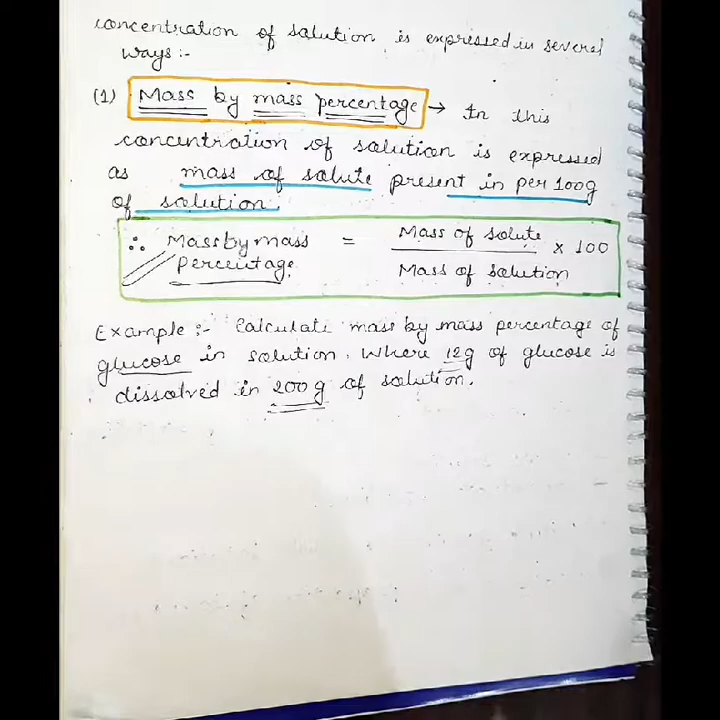 concentration of solution is expressed in several
ways :-
(1) Mass by mass percentage → In this
concentration of solution is expressed
as mass of solute present in per 100g
of solution.
∴ Mass by mass percentage = Mass of solute / Mass of solution × 100
Example :- Calculate mass by mass percentage of
glucose in solution. Where 12g of glucose is
dissolved in 200 g of solution.